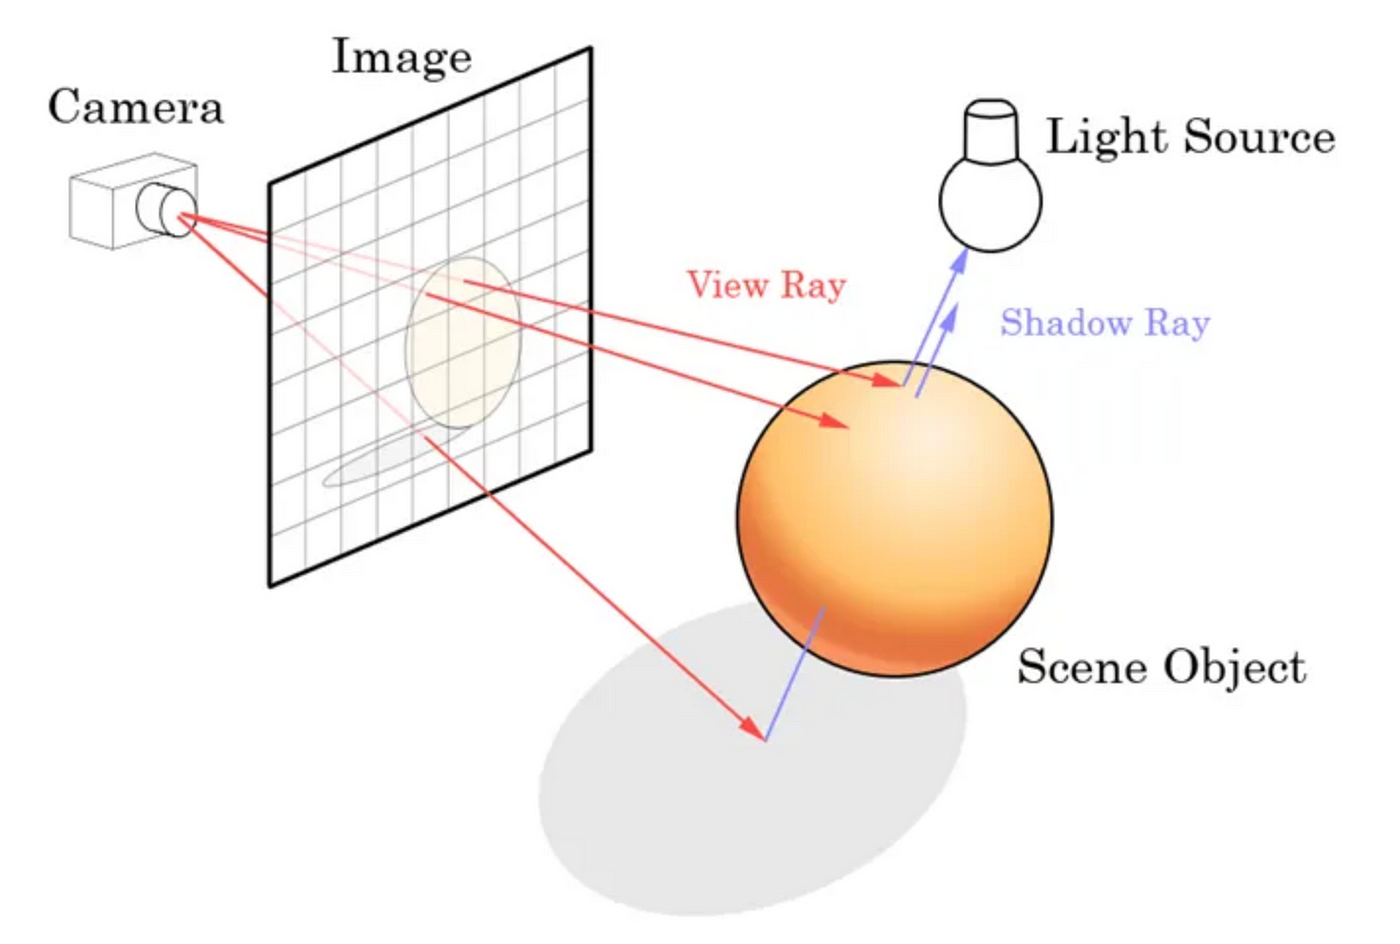 Image
Camera
Light Source
View Ray
Shadow Ray
Scene Object